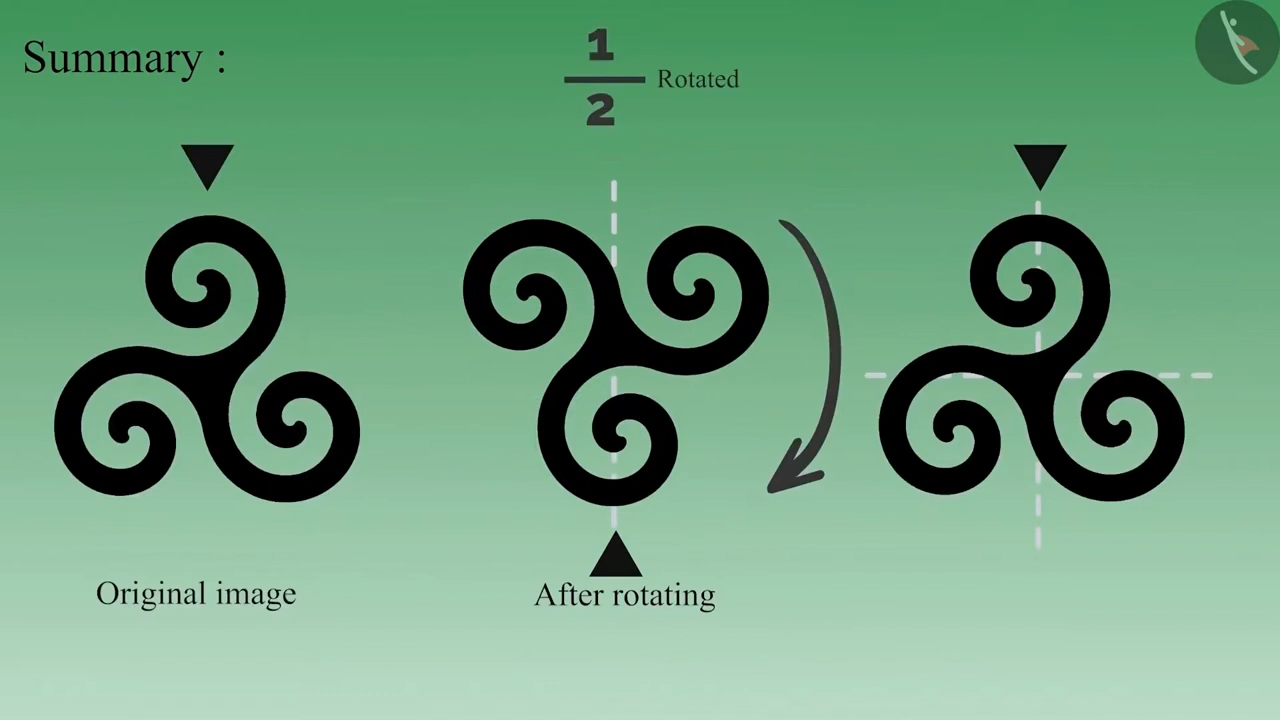 Summary :
1
2
Rotated
Original image
After rotating